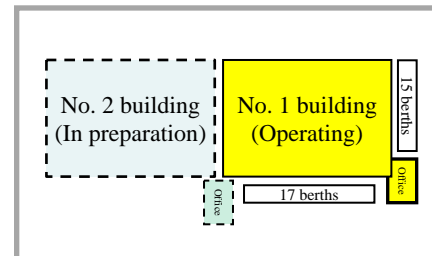 No. 2 building
(In preparation)
No. 1 building
(Operating)
15 berths
Office
17 berths
Office